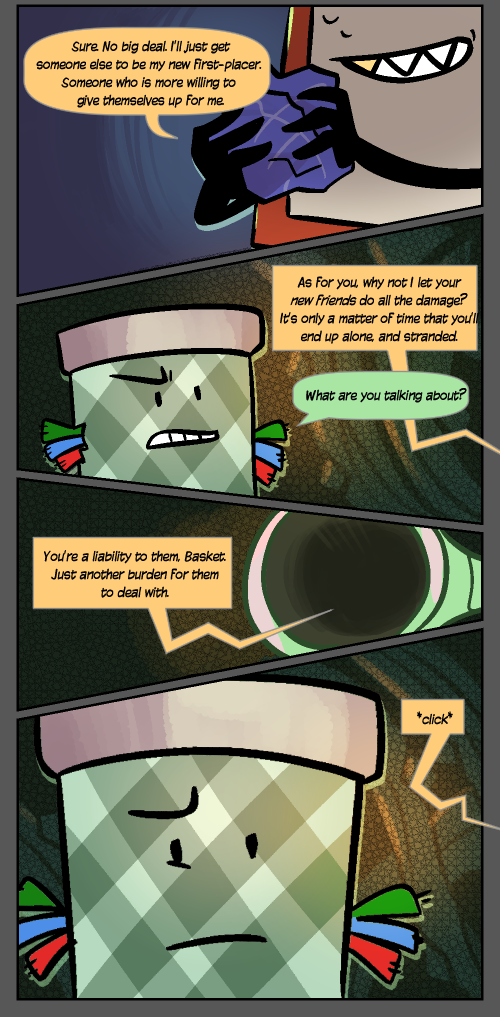 Sure. No big deal. I'll just get
someone else to be my new first-placer.
Someone who is more willing to
give themselves up for me.
As for you, why not I let your
new friends do all the damage?
It's only a matter of time that you'll
end up alone, and stranded.
What are you talking about?
You're a liability to them, Basket.
Just another burden for them
to deal with.
*click*